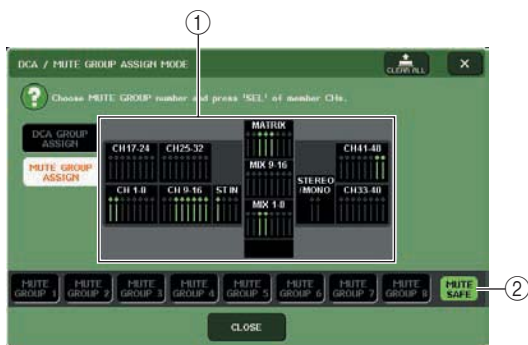 ①
DCA / MUTE GROUP ASSIGN MODE
CLEAR ALL
×
?
Choose MUTE GROUP number and press 'SEL' of member CHs.
DCA GROUP
ASSIGN
MUTE GROUP
ASSIGN
MATRIX
CH17-24 CH25-32
CH41-48
MIX 9-16
STEREO
/MONO
CH 1-8 CH 9-16 ST IN
CH33-40
MIX 1-8
MUTE
GROUP 1
MUTE
GROUP 2
MUTE
GROUP 3
MUTE
GROUP 4
MUTE
GROUP 5
MUTE
GROUP 6
MUTE
GROUP 7
MUTE
GROUP 8
MUTE
SAFE
②
CLOSE